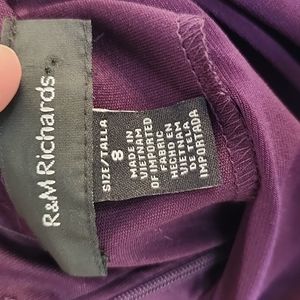 R&M Richards
SIZE/TALLA
8
MADE IN
VIETNAM
OF IMPORTED
FABRIC
HECHO EN
VIETNAM
DE TELA
IMPORTADA